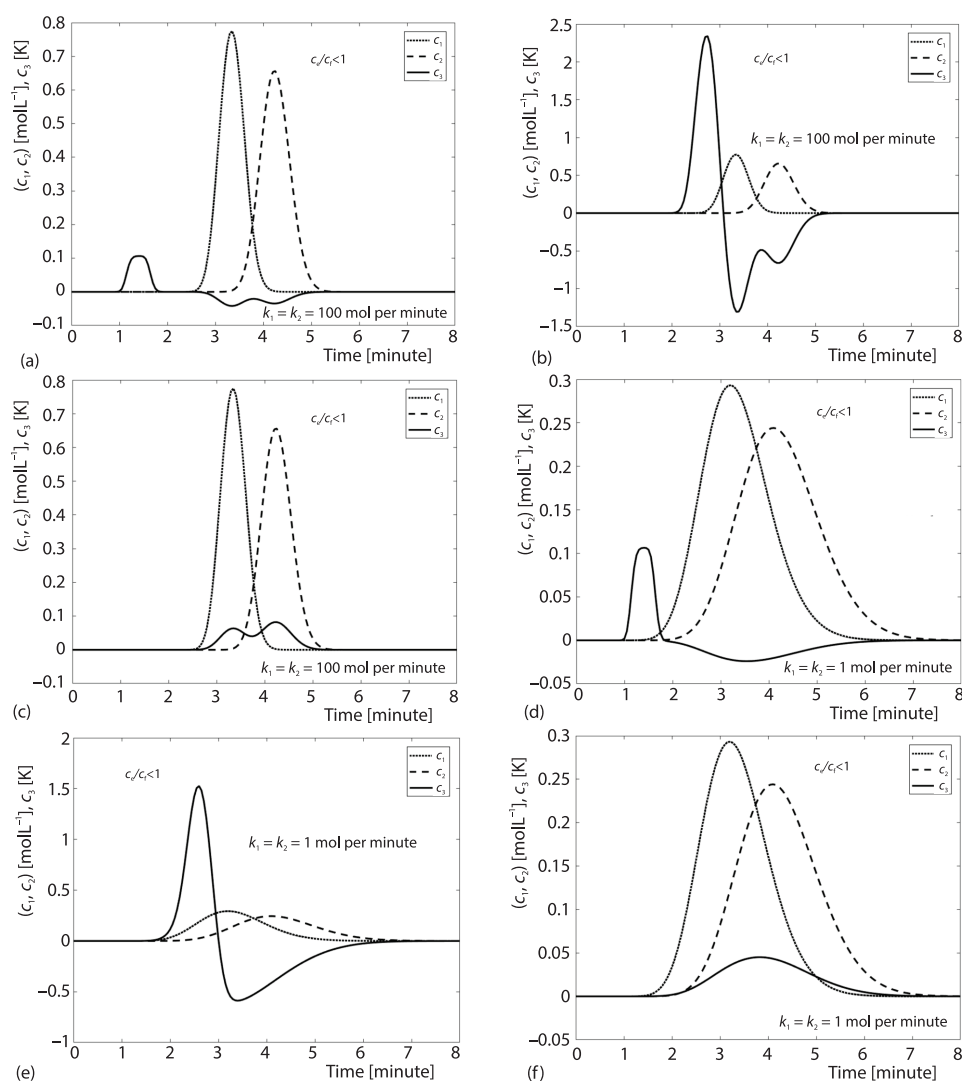 0.8
0.7
0.6
0.5
0.4
0.3
0.2
0.1
0
−0.1
(c₁, c₂) [molL⁻¹], c₃ [K]
cₑ/cբ<1
c₁
c₂
c₃
k₁ = k₂ = 100 mol per minute
0 1 2 3 4 5 6 7 8
Time [minute]
(a)
2.5
2
1.5
1
0.5
0
−0.5
−1
−1.5
(c₁, c₂) [molL⁻¹], c₃ [K]
cₑ/cբ<1
c₁
c₂
c₃
k₁ = k₂ = 100 mol per minute
0 1 2 3 4 5 6 7 8
Time [minute]
(b)
0.8
0.7
0.6
0.5
0.4
0.3
0.2
0.1
0
−0.1
(c₁, c₂) [molL⁻¹], c₃ [K]
cₑ/cբ<1
c₁
c₂
c₃
k₁ = k₂ = 100 mol per minute
0 1 2 3 4 5 6 7 8
Time [minute]
(c)
0.3
0.25
0.2
0.15
0.1
0.05
0
−0.05
(c₁, c₂) [molL⁻¹], c₃ [K]
cₑ/cբ<1
c₁
c₂
c₃
k₁ = k₂ = 1 mol per minute
0 1 2 3 4 5 6 7 8
Time [minute]
(d)
2
1.5
1
0.5
0
−0.5
−1
(c₁, c₂) [molL⁻¹], c₃ [K]
cₑ/cբ<1
c₁
c₂
c₃
k₁ = k₂ = 1 mol per minute
0 1 2 3 4 5 6 7 8
Time [minute]
(e)
0.3
0.25
0.2
0.15
0.1
0.05
0
−0.05
(c₁, c₂) [molL⁻¹], c₃ [K]
cₑ/cբ<1
c₁
c₂
c₃
k₁ = k₂ = 1 mol per minute
0 1 2 3 4 5 6 7 8
Time [minute]
(f)